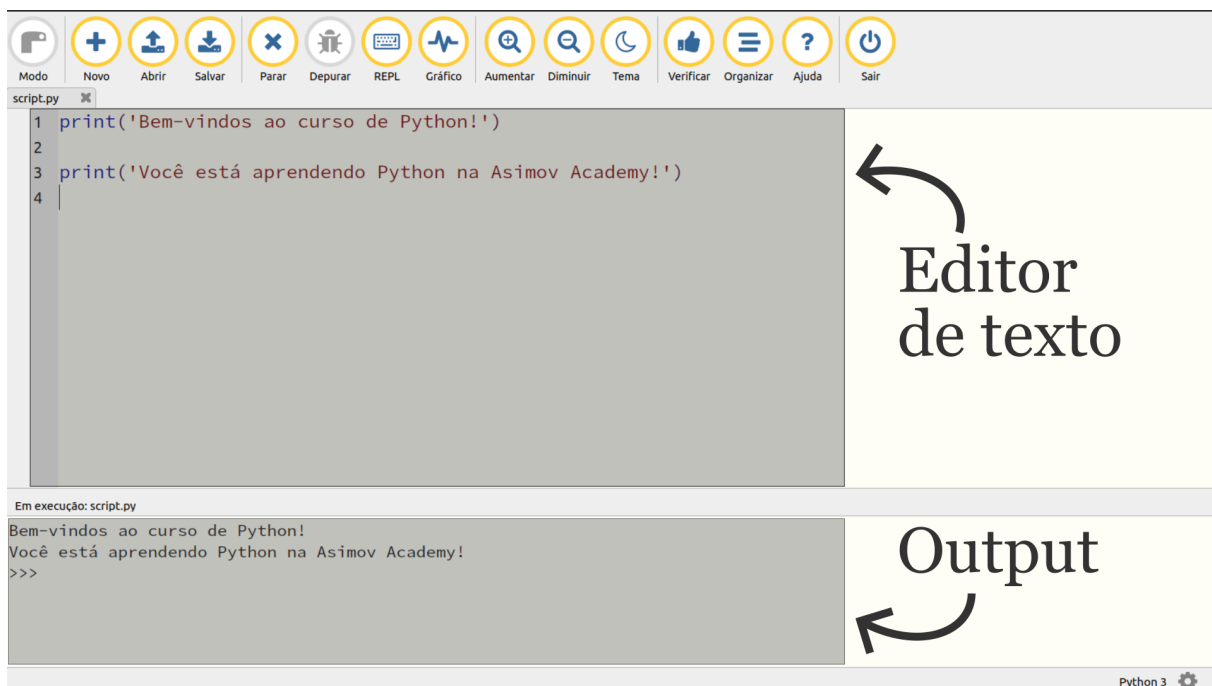 Modo Novo Abrir Salvar Parar Depurar REPL Gráfico Aumentar Diminuir Tema Verificar Organizar Ajuda Sair
script.py
1 print('Bem-vindos ao curso de Python!')
2
3 print('Você está aprendendo Python na Asimov Academy!')
4
Editor
de texto
Em execução: script.py
Bem-vindos ao curso de Python!
Você está aprendendo Python na Asimov Academy!
>>>
Output
Python 3